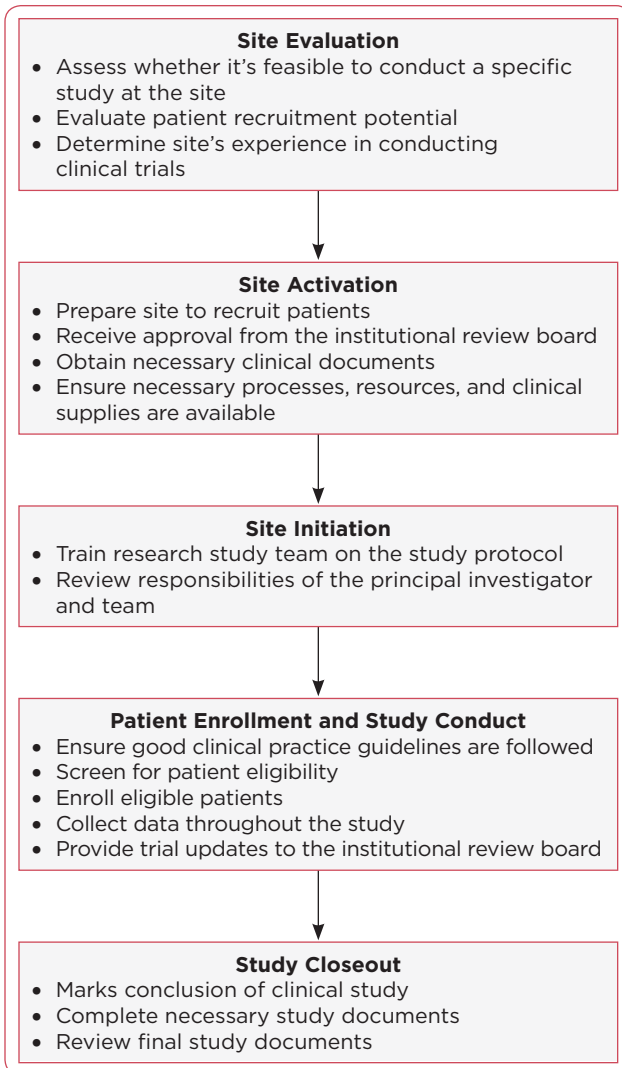 Site Evaluation
• Assess whether it's feasible to conduct a specific
study at the site
• Evaluate patient recruitment potential
• Determine site's experience in conducting
clinical trials
Site Activation
• Prepare site to recruit patients
• Receive approval from the institutional review board
• Obtain necessary clinical documents
• Ensure necessary processes, resources, and clinical
supplies are available
Site Initiation
• Train research study team on the study protocol
• Review responsibilities of the principal investigator
and team
Patient Enrollment and Study Conduct
• Ensure good clinical practice guidelines are followed
• Screen for patient eligibility
• Enroll eligible patients
• Collect data throughout the study
• Provide trial updates to the institutional review board
Study Closeout
• Marks conclusion of clinical study
• Complete necessary study documents
• Review final study documents